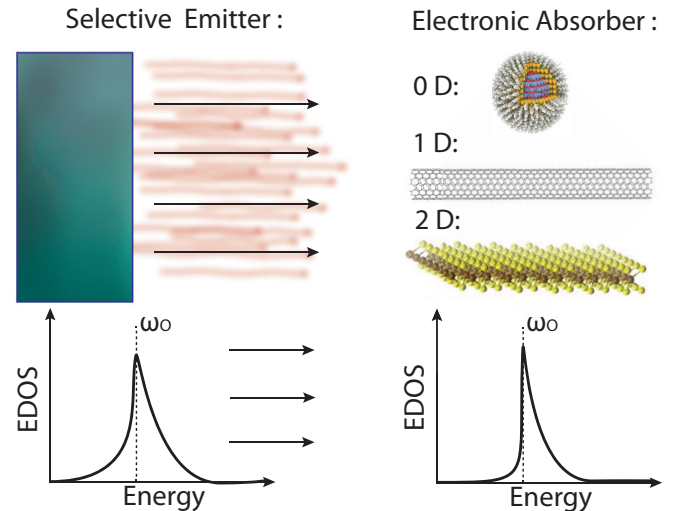 Selective Emitter :
Electronic Absorber :
0 D:
1 D:
2 D:
ωo
EDOS
Energy
ωo
EDOS
Energy